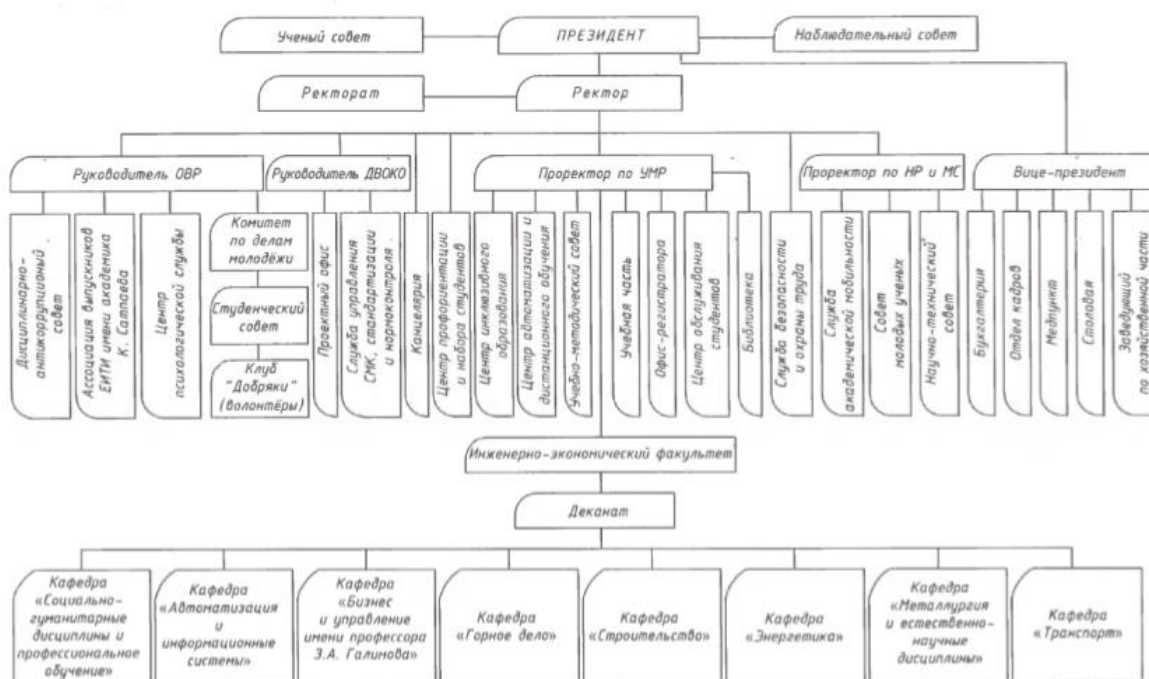 Ученый совет
ПРЕЗИДЕНТ
Наблюдательный совет
Ректорат
Ректор
Руководитель ОВР
Руководитель ДВОКО
Проректор по УМР
Проректор по НР и МС
Вице-президент
Дисциплинарно-
антикоррупционный
совет
Ассоциация выпускников
ЕИТИ имени академика
К. Сатпаева
Центр
психологической службы
Комитет
по делам
молодёжи
Студенческий
совет
Клуб
"Добряки"
(волонтёры)
Проектный офис
Служба управления
СМК, стандартизации
и нормоконтроля
Канцелярия
Центр профориентации
и набора студентов
Центр инклюзивного
образования
Центр автоматизации и
дистанционного обучения
Учебно-методический совет
Учебная часть
Офис-регистратора
Центр обслуживания
студентов
Библиотека
Служба безопасности
и охраны труда
Служба
академической мобильности
Совет
молодых ученых
Научно-технический
совет
Бухгалтерия
Отдел кадров
Медпункт
Столовая
Заведующий
по хозяйственной части
Инженерно-экономический факультет
Деканат
Кафедра
«Социально-
гуманитарные
дисциплины и
профессиональное
обучение»
Кафедра
«Автоматизация
и
информационные
системы»
Кафедра
«Бизнес
и управление
имени профессора
З.А. Галимова»
Кафедра
«Горное дело»
Кафедра
«Строительство»
Кафедра
«Энергетика»
Кафедра
«Металлургия
и естественно-
научные
дисциплины»
Кафедра
«Транспорт»